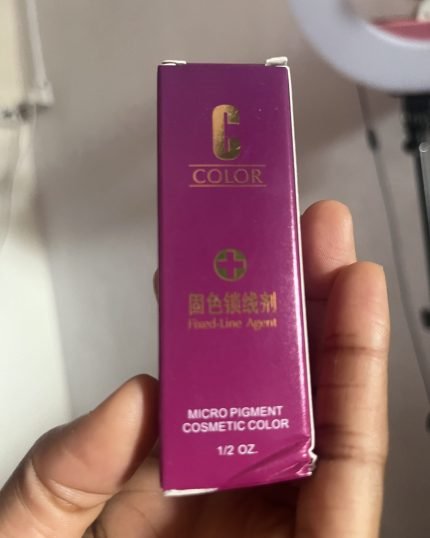 C
COLOR
固色锁线剂
Fixed-Line Agent
MICRO PIGMENT
COSMETIC COLOR
1/2 OZ.